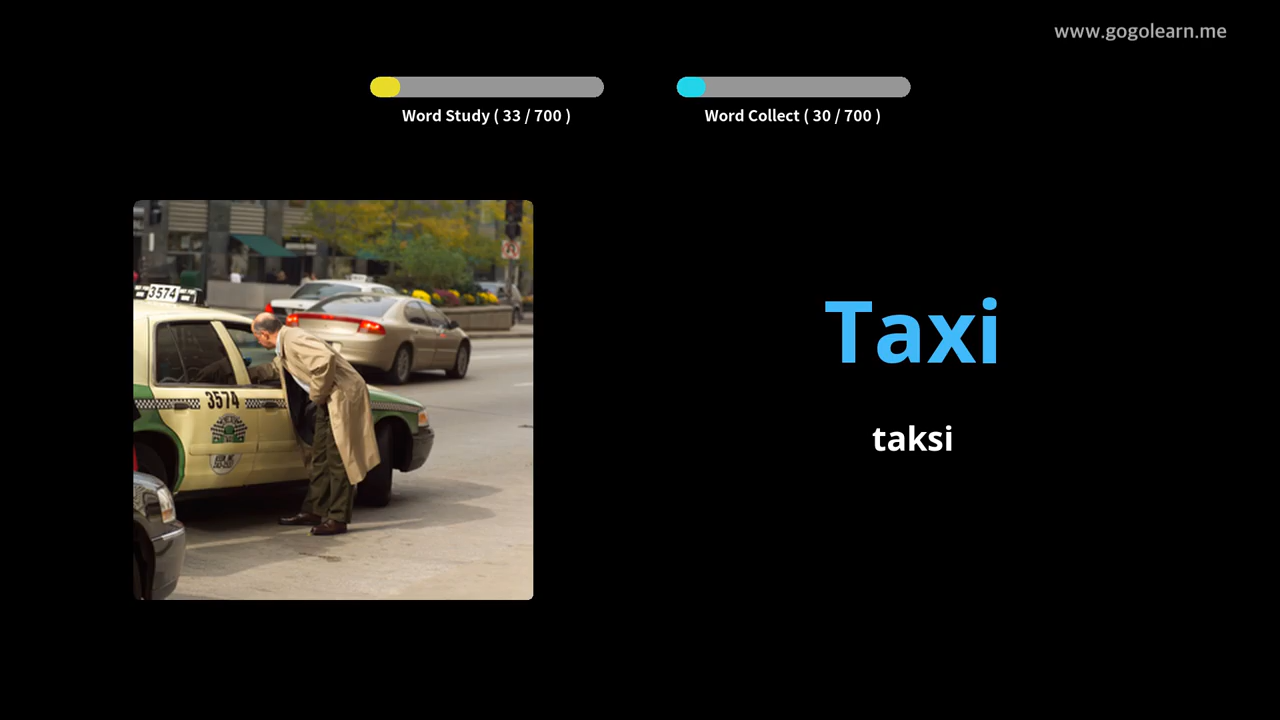 www.gogolearn.me
Word Study ( 33 / 700 )
Word Collect ( 30 / 700 )
3574
3574
Taxi
taksi